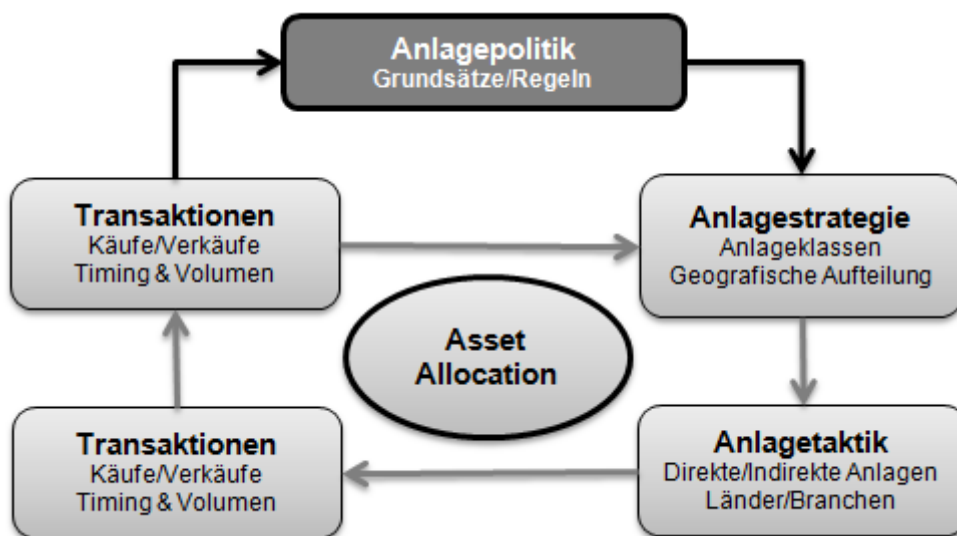 Anlagepolitik
Grundsätze/Regeln
Transaktionen
Käufe/Verkäufe
Timing & Volumen
Anlagestrategie
Anlageklassen
Geografische Aufteilung
Asset
Allocation
Transaktionen
Käufe/Verkäufe
Timing & Volumen
Anlagetaktik
Direkte/Indirekte Anlagen
Länder/Branchen